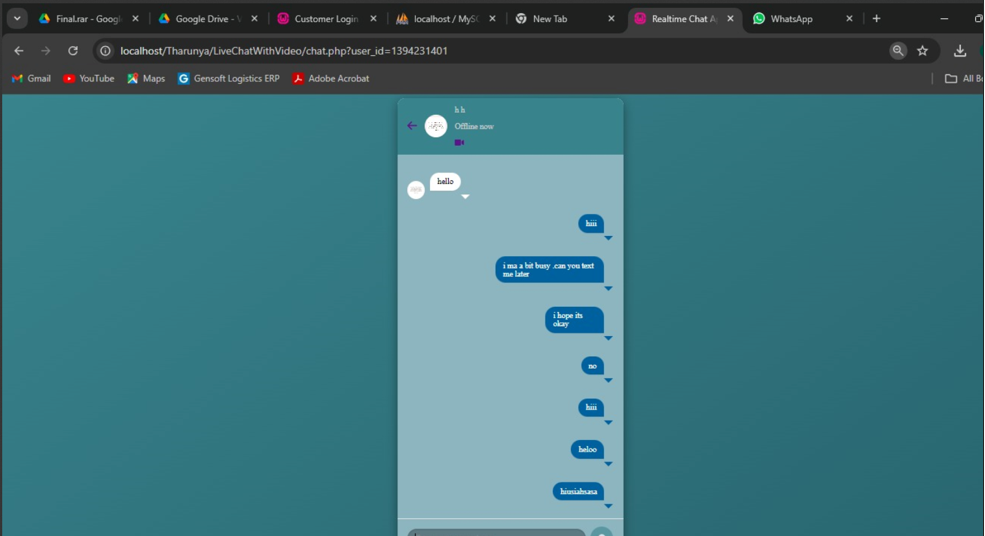 Final.rar - Googl
Google Drive - V
Customer Login
localhost / MySC
New Tab
Realtime Chat A
WhatsApp
localhost/Tharunya/LiveChatWithVideo/chat.php?user_id=1394231401
Gmail
YouTube
Maps
Gensoft Logistics ERP
Adobe Acrobat
All B
h h
Offline now
hello
hiii
i ma a bit busy .can you text
me later
i hope its
okay
no
hiii
heloo
hiusiahsasa